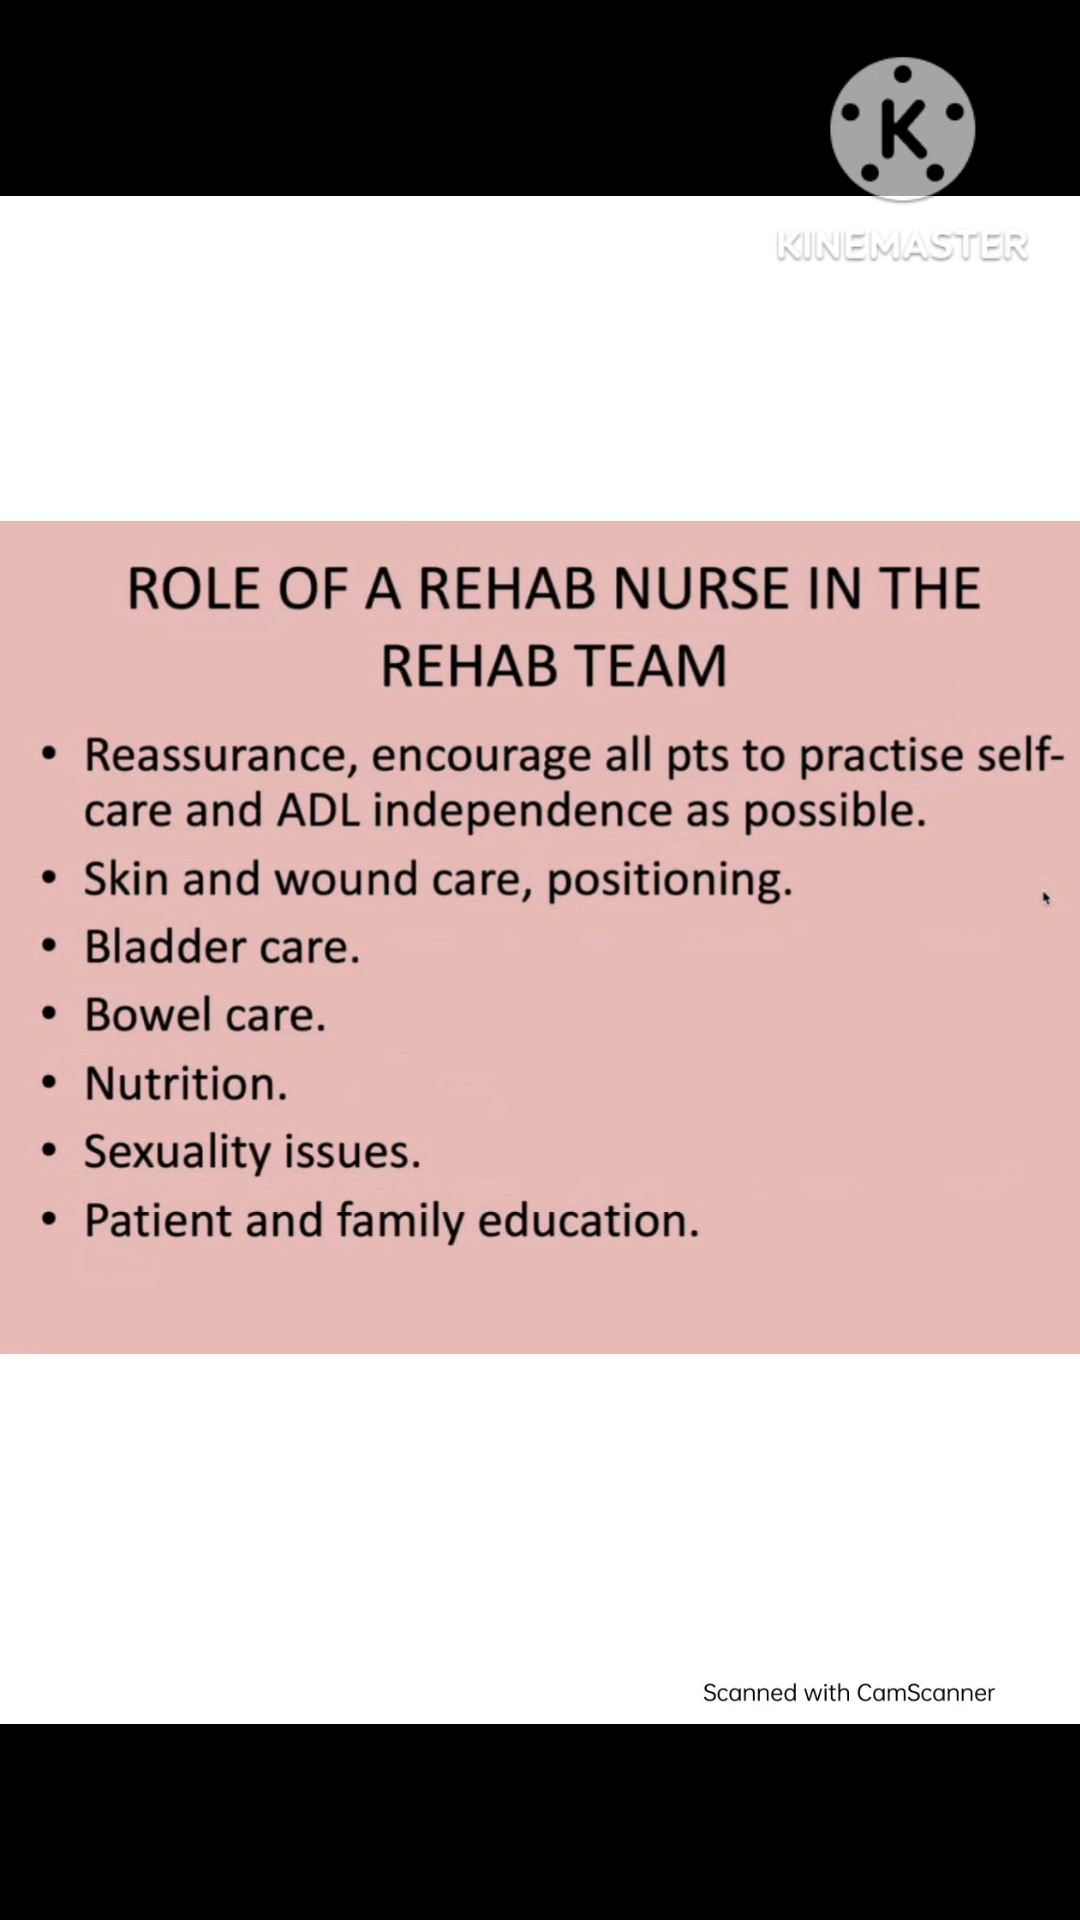 K
KINEMASTER
ROLE OF A REHAB NURSE IN THE
REHAB TEAM
• Reassurance, encourage all pts to practise self-
care and ADL independence as possible.
• Skin and wound care, positioning.
• Bladder care.
• Bowel care.
• Nutrition.
• Sexuality issues.
• Patient and family education.
Scanned with CamScanner